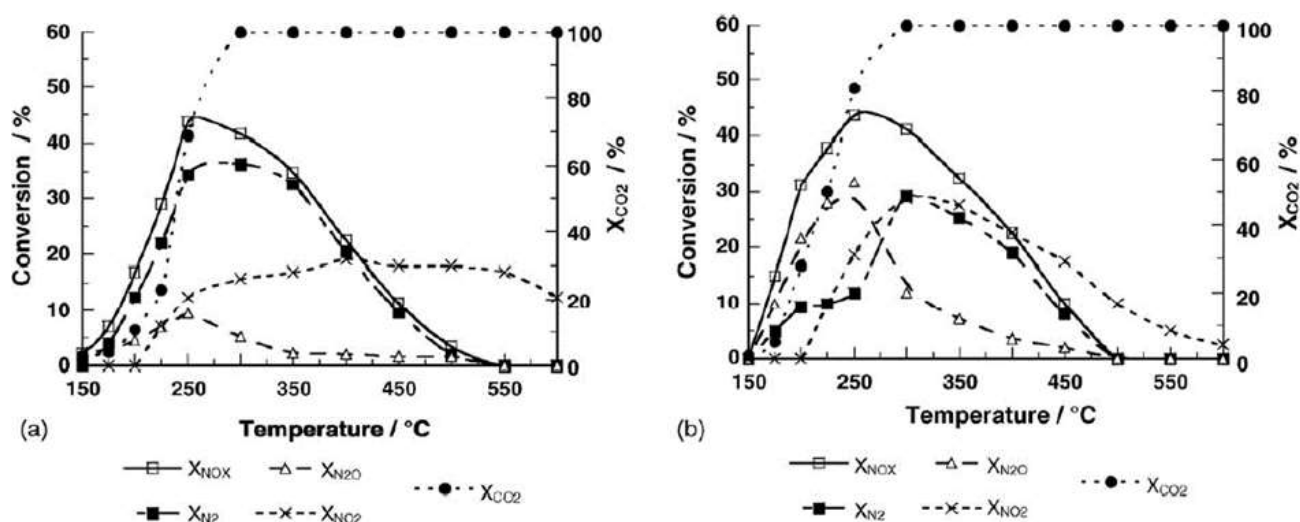 60
50
40
30
20
10
0
Conversion / %
100
80
60
40
20
0
X_CO2 / %
150 250 350 450 550
(a)
Temperature / °C
X_NOX
X_N2O
X_CO2
X_N2
X_NO2
60
50
40
30
20
10
0
Conversion / %
100
80
60
40
20
0
X_CO2 / %
150 250 350 450 550
(b)
Temperature / °C
X_NOX
X_N2O
X_CO2
X_N2
X_NO2